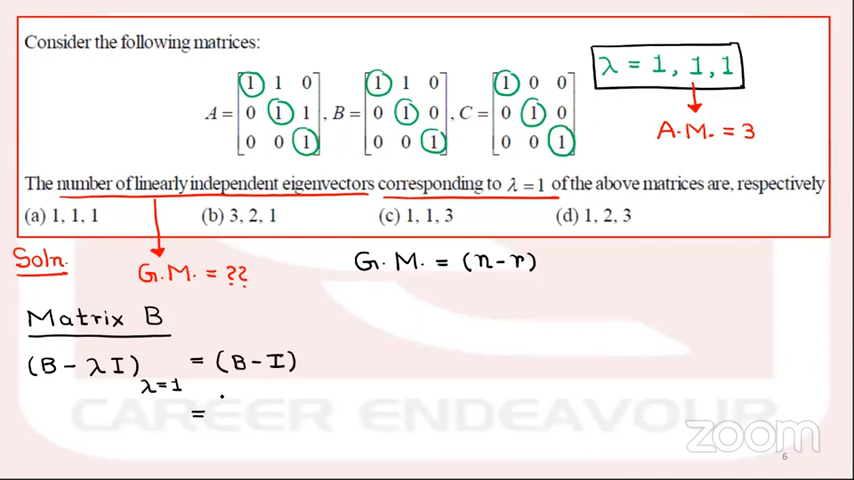 Consider the following matrices:
λ = 1, 1, 1
A = [1 1 0, B = [1 1 0, C = [1 0 0
0 1 1 0 1 0 0 1 0
0 0 1] 0 0 1] 0 0 1]
A.M. = 3
The number of linearly independent eigenvectors corresponding to λ = 1 of the above matrices are, respectively
(a) 1, 1, 1 (b) 3, 2, 1 (c) 1, 1, 3 (d) 1, 2, 3
Soln.
G.M. = ??
G.M. = (n-r)
Matrix B
(B - λI)λ=1 = (B - I)
=
CAREER ENDEAVOUR
zoom
6